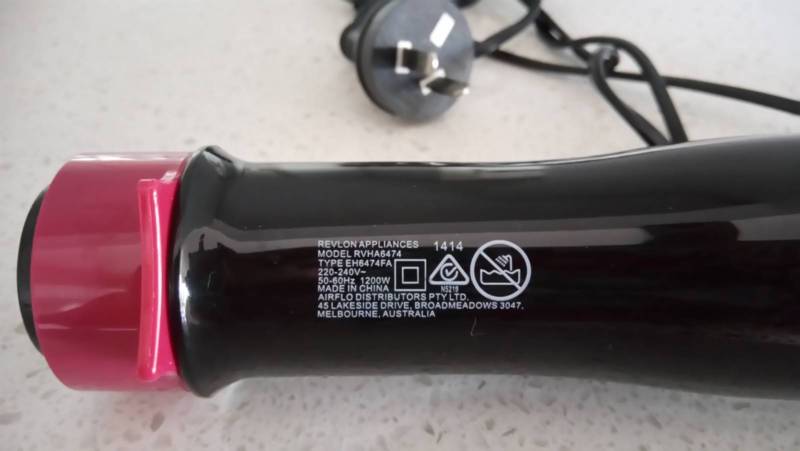 REVLON APPLIANCES 1414
MODEL RVHA6474
TYPE EH6474FA
220-240V~
50-60Hz 1200W
MADE IN CHINA N5219
AIRFLO DISTRIBUTORS PTY LTD.
45 LAKESIDE DRIVE, BROADMEADOWS 3047.
MELBOURNE, AUSTRALIA